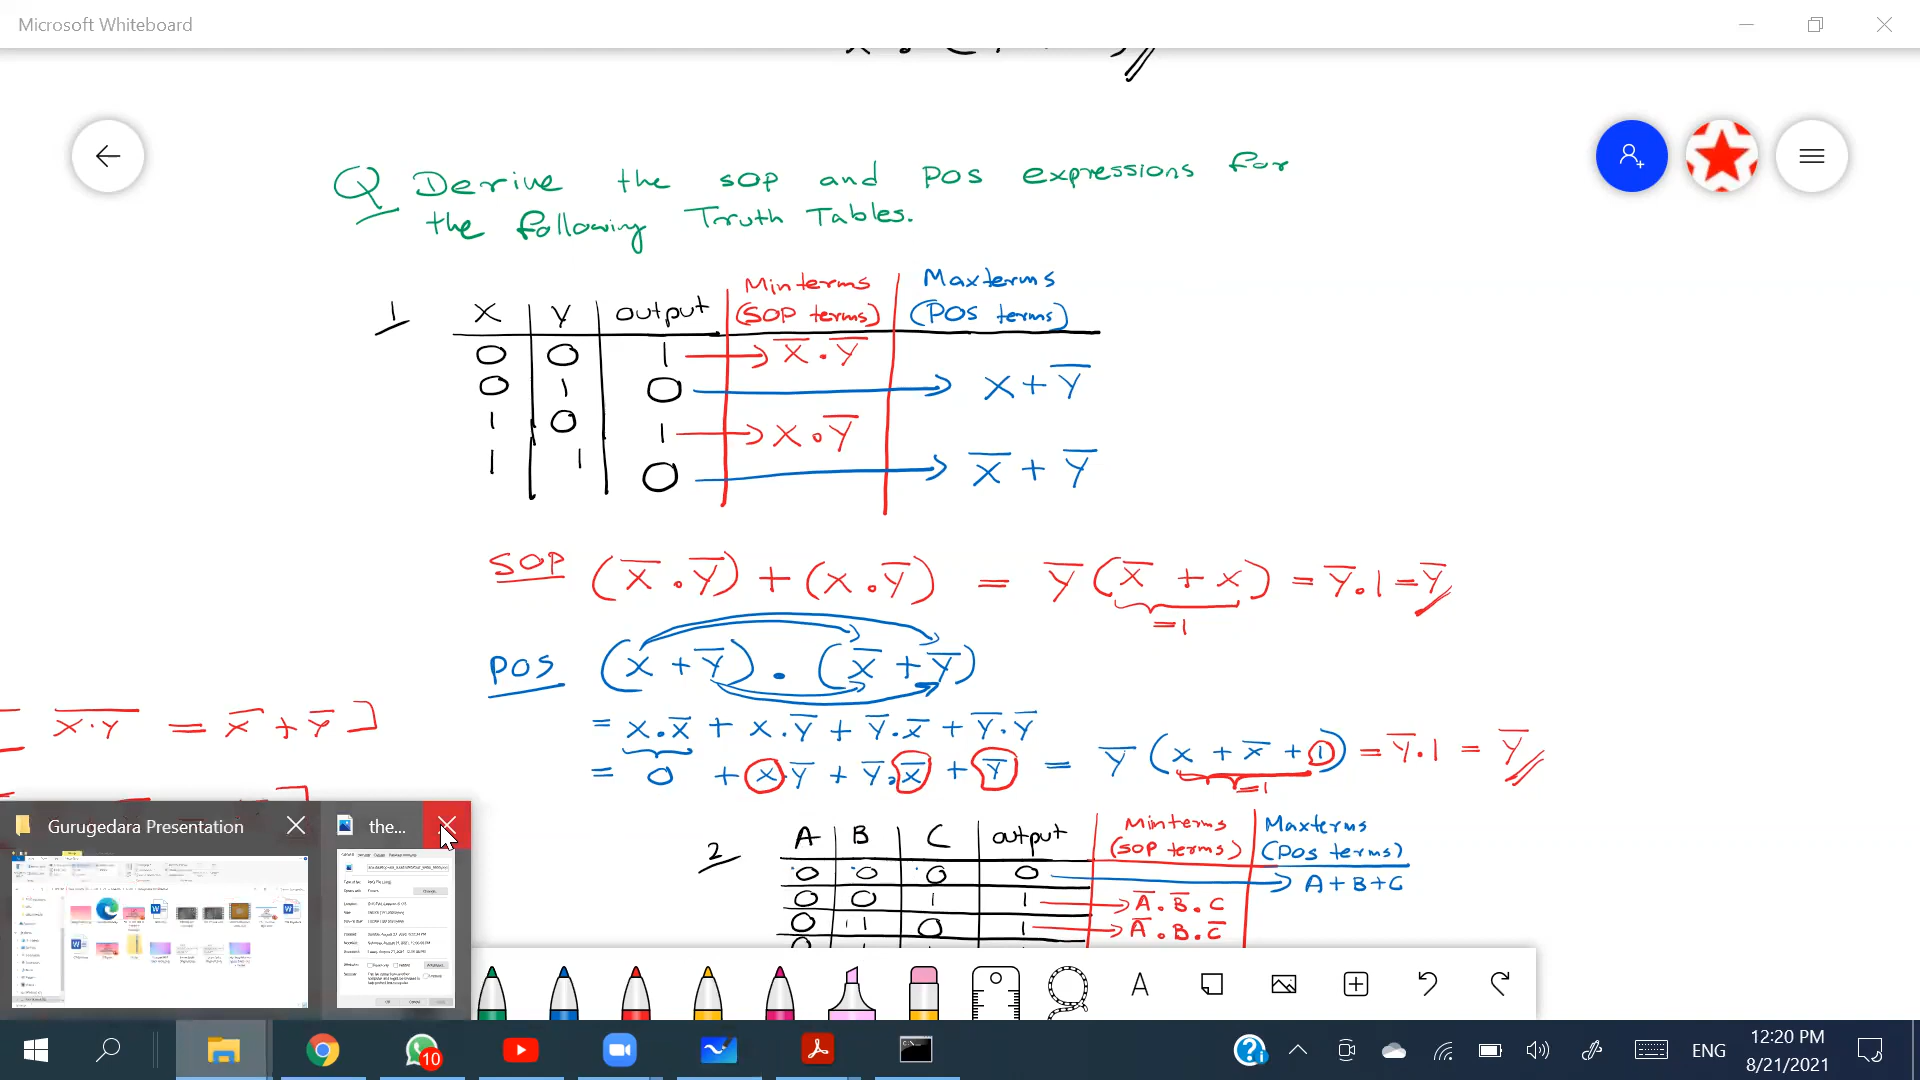 Microsoft Whiteboard
Q Derive the SOP and POS expressions for
the following Truth Tables.
1
X Y output Minterms (SOP terms) Maxterms (POS terms)
0 0 1 → X̅.Y̅
0 1 0 → X+Y̅
1 0 1 → X.Y̅
1 1 0 → X̅+Y̅
SOP (X̅.Y̅)+(X.Y̅) = Y̅(X̅+X) = Y̅.1=Y̅
=1
POS (X+Y̅).(X̅+Y̅)
X̅.̅Y̅ = X̅+Y̅]
= X.X̅ + X.Y̅ + Y̅.X̅ + Y̅.Y̅
= 0 + X.Y̅ + Y̅.X̅ + Y̅ = Y̅(X+X̅+1) = Y̅.1 = Y̅
=1
2
A B C output Minterms (SOP terms) Maxterms (POS terms)
0 0 0 0 → A+B+C
0 0 1 1 → A̅.B̅.C
0 1 0 1 → A̅.B.C̅
Gurugedara Presentation
the...
10
ENG
12:20 PM
8/21/2021